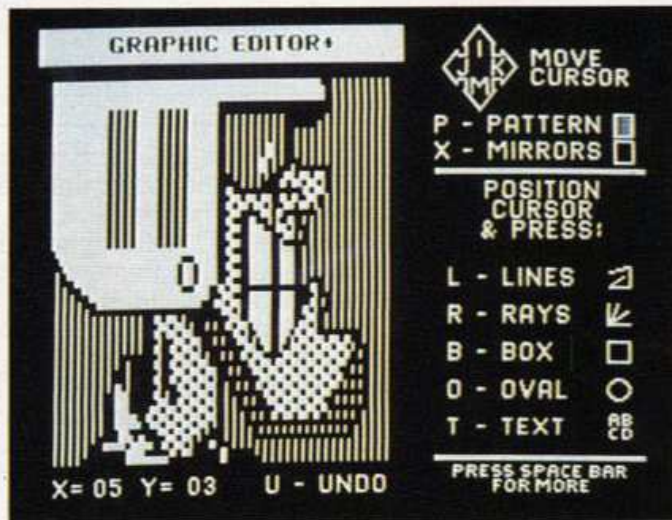 GRAPHIC EDITOR+
I
J K
M
MOVE
CURSOR
P - PATTERN
X - MIRRORS
POSITION
CURSOR
& PRESS:
L - LINES
R - RAYS
B - BOX
O - OVAL
T - TEXT AB
CD
PRESS SPACE BAR
FOR MORE
X= 05 Y= 03 U - UNDO